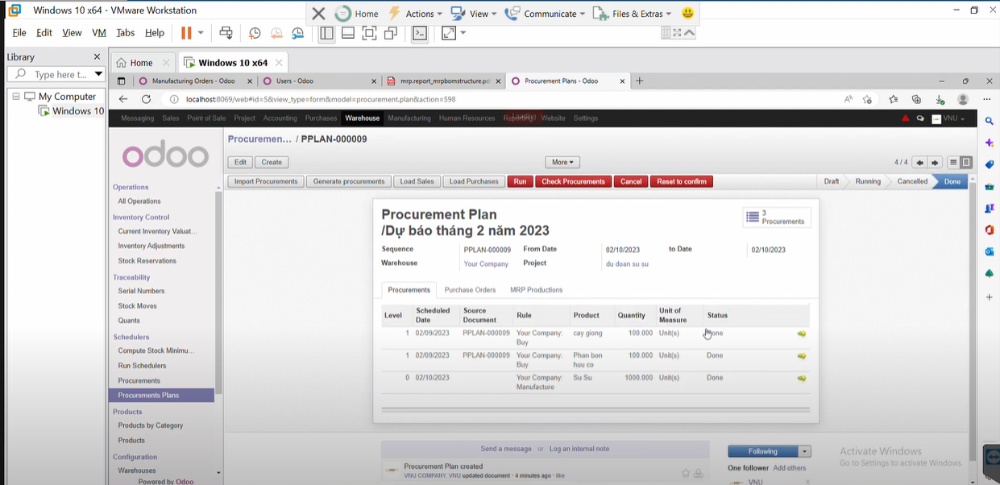 Windows 10 x64 - VMware Workstation
Home Actions View Communicate Files & Extras
File Edit View VM Tabs Help
Library
Type here t...
My Computer
Windows 10
Home Windows 10 x64
Manufacturing Orders - Odoo Users - Odoo mrp.report_mrpbomstructure.pd Procurement Plans - Odoo
localhost:8069/web#id=5&view_type=form&model=procurement.plan&action=598
Messaging Sales Point of Sale Project Accounting Purchases Warehouse Manufacturing Human Resources Reporting Website Settings
VNU
odoo
Operations
All Operations
Inventory Control
Current Inventory Valuat...
Inventory Adjustments
Stock Reservations
Traceability
Serial Numbers
Stock Moves
Quants
Schedulers
Compute Stock Minimu...
Run Schedulers
Procurements
Procurements Plans
Products
Products by Category
Products
Configuration
Warehouses
Powered by Odoo
Procuremen... / PPLAN-000009
Edit Create More 4 / 4
Import Procurements Generate procurements Load Sales Load Purchases Run Check Procurements Cancel Reset to confirm Draft Running Cancelled Done
Procurement Plan
/Dự báo tháng 2 năm 2023
3
Procurements
Sequence PPLAN-000009 From Date 02/10/2023 to Date 02/10/2023
Warehouse Your Company Project du doan su su
Procurements Purchase Orders MRP Productions
Level Scheduled Date Source Document Rule Product Quantity Unit of Measure Status
1 02/09/2023 PPLAN-000009 Your Company: Buy cay giong 100.000 Unit(s) one
1 02/09/2023 PPLAN-000009 Your Company: Buy Phan bon huu co 100.000 Unit(s) Done
0 02/10/2023 Your Company: Manufacture Su Su 1000.000 Unit(s) Done
Send a message or Log an internal note
Procurement Plan created
VNU COMPANY, VNU updated document · 4 minutes ago · like
Following
One follower Add others
VNU
Activate Windows
Go to Settings to activate Windows.